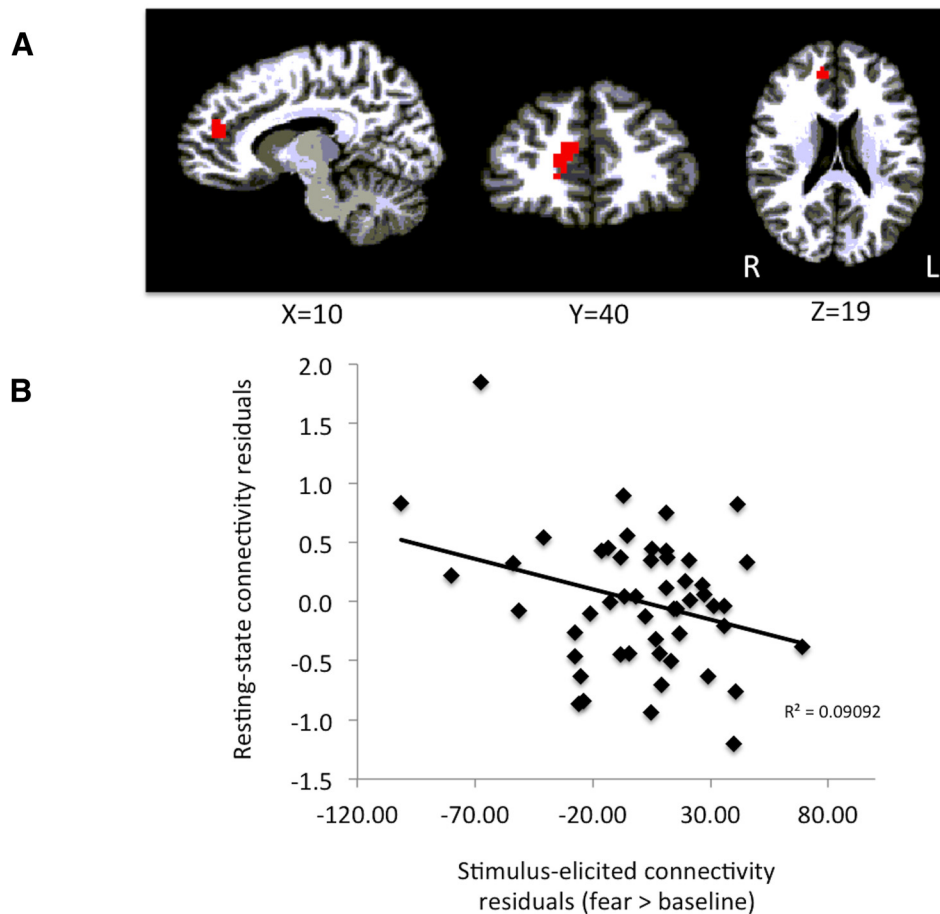 A
R L
X=10 Y=40 Z=19
B
Resting-state connectivity residuals
2.0
1.5
1.0
0.5
0.0
-0.5
-1.0
-1.5
R² = 0.09092
-120.00 -70.00 -20.00 30.00 80.00
Stimulus-elicited connectivity
residuals (fear > baseline)